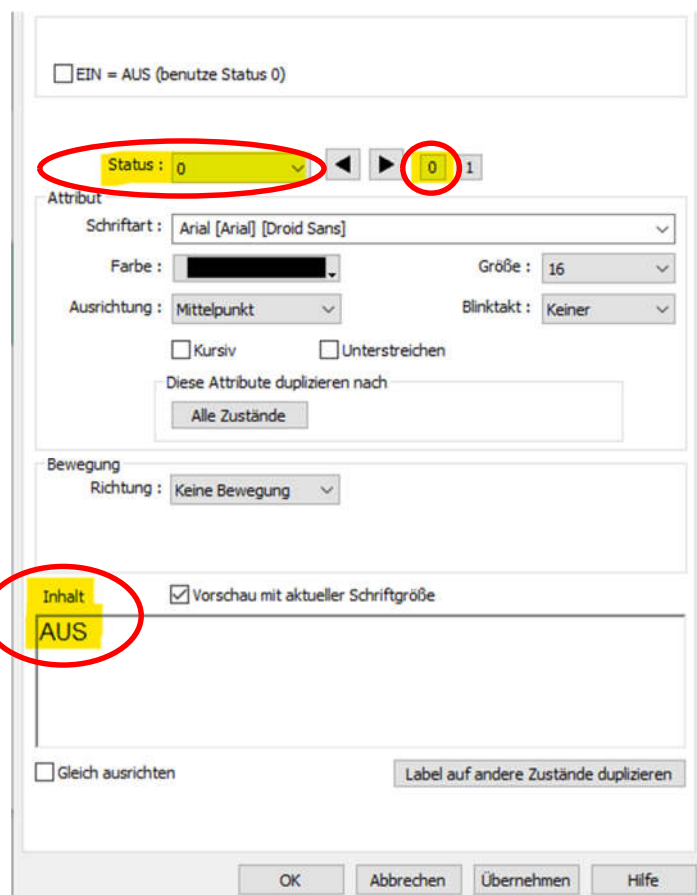 EIN = AUS (benutze Status 0)
Status : 0 0 1
Attribut
Schriftart : Arial [Arial] [Droid Sans]
Farbe : Größe : 16
Ausrichtung : Mittelpunkt Blinktakt : Keiner
Kursiv Unterstreichen
Diese Attribute duplizieren nach
Alle Zustände
Bewegung
Richtung : Keine Bewegung
Inhalt Vorschau mit aktueller Schriftgröße
AUS
Gleich ausrichten Label auf andere Zustände duplizieren
OK Abbrechen Übernehmen Hilfe